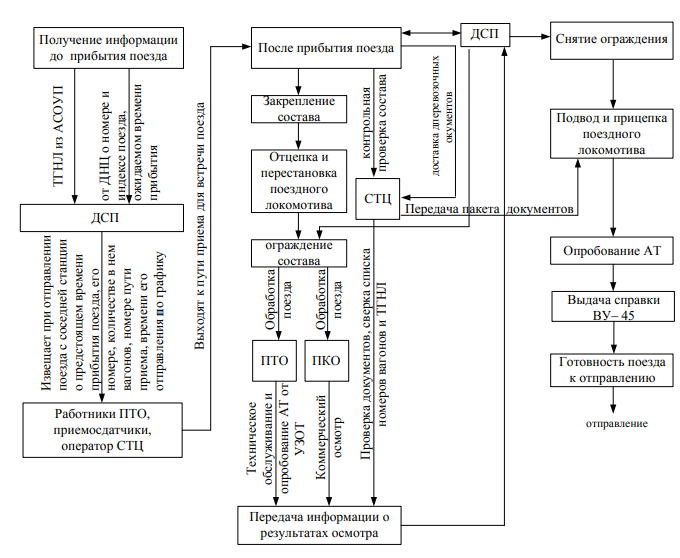 Получение информации
до прибытия поезда
ТГНЛ из АСОУП
от ДНЦ о номере и
индексе поезда,
ожидаемом времени
прибытия
ДСП
Извещает при отправлении
поезда с соседней станции
о предстоящем времени
прибытия поезда, его
номере, количестве в нем
вагонов, номере пути
приема, времени его
отправления по графику
Работники ПТО,
приемосдатчики,
оператор СТЦ
Выходят к пути приема для встречи поезда
После прибытия поезда
Закрепление
состава
Отцепка и
перестановка
поездного
локомотива
контрольная
проверка состава
доставка дперевозочных
окументов
СТЦ
ограждение
состава
Обработка
поезда
Обработка
поезда
ПТО
ПКО
Техническое
обслуживание и
опробование АТ от
УЗОТ
Коммерческий
осмотр
Проверка документов, сверка списка
номеров вагонов и ТГНЛ
Передача информации о
результатах осмотра
ДСП
Передача пакета документов
Снятие ограждения
Подвод и прицепка
поездного
локомотива
Опробование АТ
Выдача справки
ВУ– 45
Готовность поезда
к отправлению
отправление